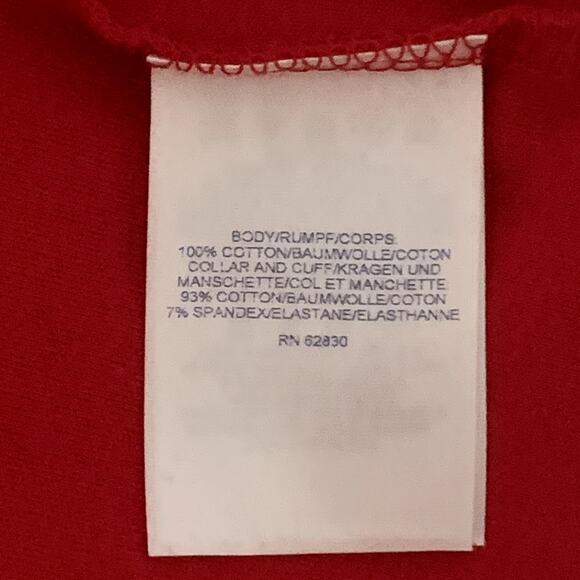 BODY/RUMPF/CORPS:
100% COTTON/BAUMWOLLE/COTON
COLLAR AND CUFF/KRAGEN UND
MANSCHETTE/COL ET MANCHETTE
93% COTTON/BAUMWOLLE/COTON
7% SPANDEX/ELASTANE/ELASTHANNE
RN 62830